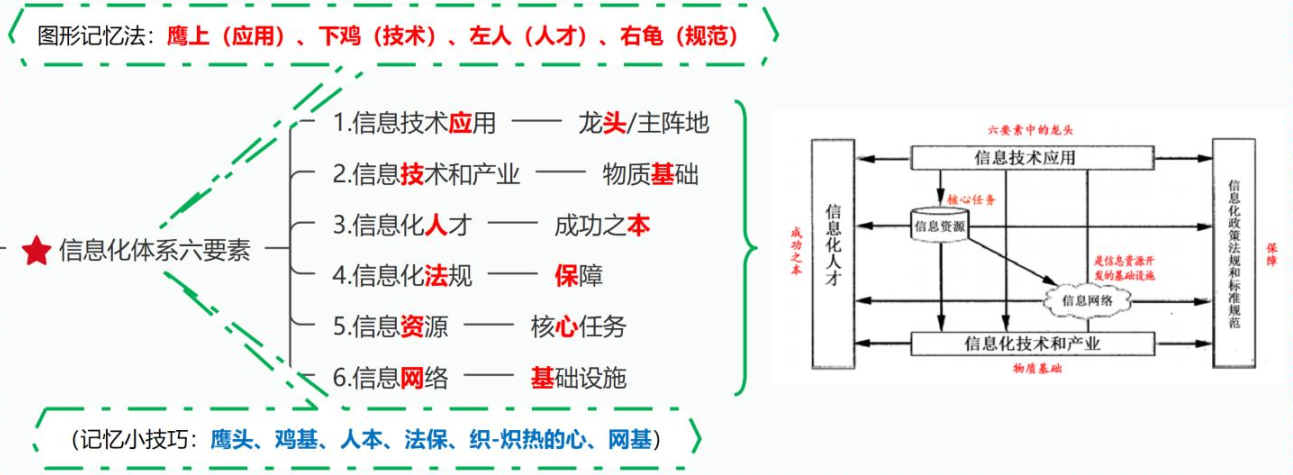 图形记忆法：鹰上（应用）、下鸡（技术）、左人（人才）、右龟（规范）
信息化体系六要素
1.信息技术应用 龙头/主阵地
2.信息技术和产业 物质基础
3.信息化人才 成功之本
4.信息化法规 保障
5.信息资源 核心任务
6.信息网络 基础设施
（记忆小技巧：鹰头、鸡基、人本、法保、织-炽热的心、网基）
六要素中的龙头
信息技术应用
核心任务
信息资源
成功之本
信息化人才
是信息资源开
发的基础设施
信息网络
信息化政策法规和标准规范
保障
信息化技术和产业
物质基础